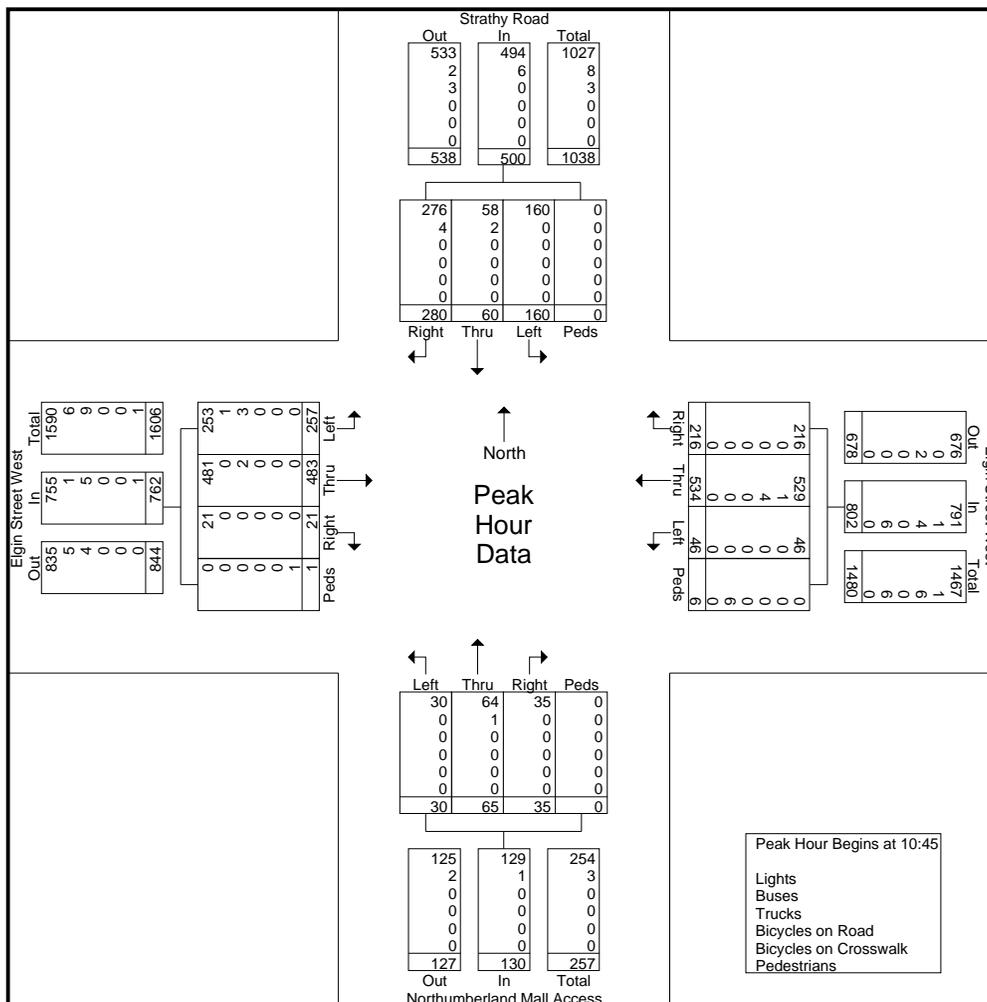 Strathy Road
Out In Total
533 494 1027
2 6 8
3 0 3
0 0 0
0 0 0
0 0 0
538 500 1038
276 58 160 0
4 2 0 0
0 0 0 0
0 0 0 0
0 0 0 0
0 0 0 0
280 60 160 0
Right Thru Left Peds
Elgin Street West
Total
1590 6 9 0 0 1 1606
In
755 1 5 0 0 1 762
Out
835 5 4 0 0 0 844
253 1 3 0 0 0 257 Left
481 0 2 0 0 0 483 Thru
21 0 0 0 0 0 21 Right
0 0 0 0 0 1 1 Peds
North
Peak
Hour
Data
Right 216 0 0 0 0 0 216
Thru 534 0 0 0 4 1 529
Left 46 0 0 0 0 0 46
Peds 6 0 6 0 0 0 0
Out
678 0 0 0 2 0 676
In
802 0 6 0 4 1 791
Total
1480 0 6 0 6 1 1467
Left Thru Right Peds
30 64 35 0
0 1 0 0
0 0 0 0
0 0 0 0
0 0 0 0
0 0 0 0
30 65 35 0
125 129 254
2 1 3
0 0 0
0 0 0
0 0 0
0 0 0
127 130 257
Out In Total
Northumberland Mall Access
Peak Hour Begins at 10:45
Lights
Buses
Trucks
Bicycles on Road
Bicycles on Crosswalk
Pedestrians